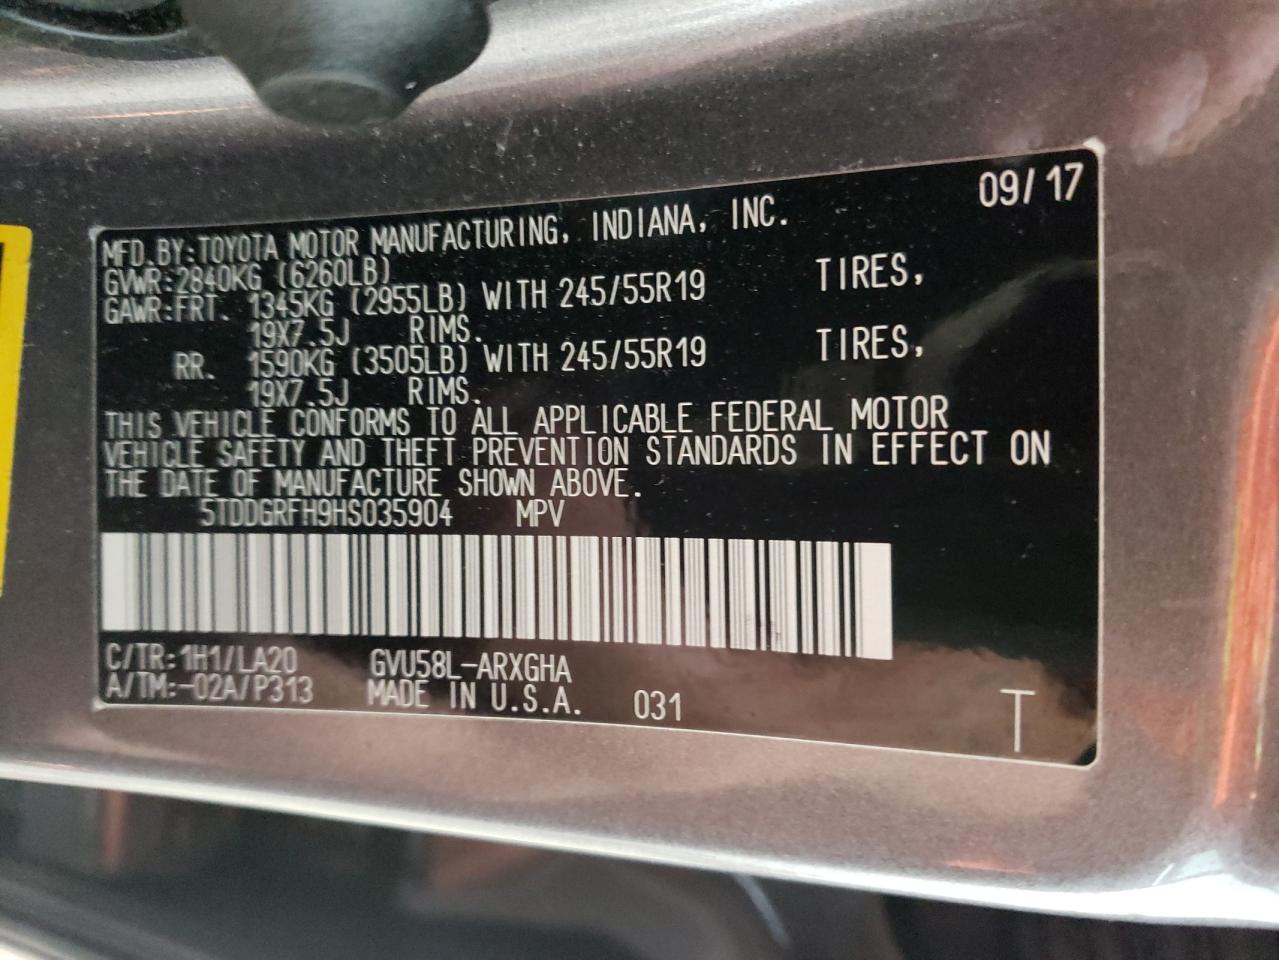 09/17
MFD.BY:TOYOTA MOTOR MANUFACTURING, INDIANA, INC.
GVWR:2840KG (6260LB)
GAWR:FRT. 1345KG (2955LB) WITH 245/55R19 TIRES,
19X7.5J RIMS.
RR. 1590KG (3505LB) WITH 245/55R19 TIRES,
19X7.5J RIMS.
THIS VEHICLE CONFORMS TO ALL APPLICABLE FEDERAL MOTOR
VEHICLE SAFETY AND THEFT PREVENTION STANDARDS IN EFFECT ON
THE DATE OF MANUFACTURE SHOWN ABOVE.
5TDDGRFH9HS035904 MPV
C/TR:1H1/LA20 GVU58L-ARXGHA
A/TM:-02A/P313 MADE IN U.S.A. 031
T